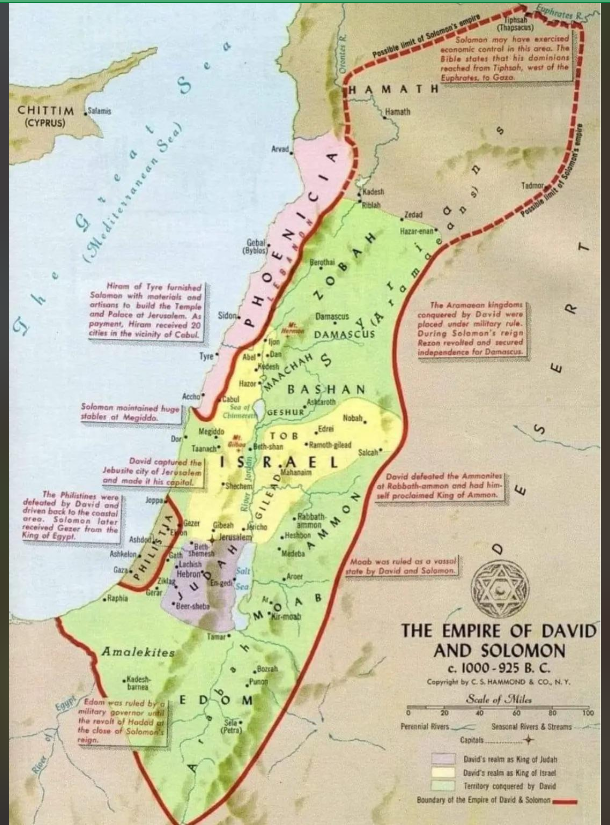 Euphrates R.
Tiphsah
(Thapsacus)
Possible limit of Solomon's empire
Solomon may have exercised
economic control in this area. The
Bible states that his dominions
reached from Tiphsah, west of the
Euphrates, to Gaza.
Orontes R.
HAMATH
Hamath
CHITTIM
(CYPRUS)
Salamis
The Great Sea
(Mediterranean Sea)
Arvad
Kadesh
Riblah
Zedad
Hazar-enan
Tadmor
Possible limit of Solomon's empire
PHOENICIA
LEBANON
Gebal
(Byblos)
Berothai
ZOBAH
Syrians
(Aramaeans)
Hiram of Tyre furnished
Solomon with materials and
artisans to build the Temple
and Palace at Jerusalem. As
payment, Hiram received 20
cities in the vicinity of Cabul.
Sidon
Damascus
DAMASCUS
Mt.
Hermon
The Aramaean kingdoms
conquered by David were
placed under military rule.
During Solomon's reign
Rezon revolted and secured
independence for Damascus.
Tyre
Ijon
Abel
Dan
Kedesh
MAACHAH
Hazor
BASHAN
Accho
Cabul
Sea of
Chinnereth
GESHUR
Ashtaroth
Solomon maintained huge
stables at Megiddo.
Nobah
Dor
Megiddo
Taanach
Mt.
Gilboa
TOB
Edrei
Beth-shan
Ramoth-gilead
Salcah
ISRAEL
Mahanaim
David captured the
Jebusite city of Jerusalem
and made it his capital.
Shechem
River Jordan
GILEAD
David defeated the Ammonites
at Rabbath-ammon and had him-
self proclaimed King of Ammon.
The Philistines were
defeated by David and
driven back to the coastal
area. Solomon later
received Gezer from the
King of Egypt.
Joppa
Gezer
Gibeah
Jericho
Rabbath-
ammon
AMMON
Ekron
Jerusalem
Heshbon
Ashdod
Beth-
shemesh
Medeba
PHILISTIA
Gath
Ashkelon
Lachish
Hebron
JUDAH
En-gedi
Salt
Sea
Gaza
Ziklag
Gerar
Aroer
Moab was ruled as a vassal
state by David and Solomon.
Raphia
Beer-sheba
Ar
MOAB
Kir-moab
Tamar
Amalekites
Kadesh-
barnea
Bozrah
Punon
EDOM
Arabah
Sela
(Petra)
Edom was ruled by a
military governor until
the revolt of Hadad at
the close of Solomon's
reign.
River of Egypt
DESERT
THE EMPIRE OF DAVID
AND SOLOMON
c. 1000-925 B. C.
Copyright by C. S. HAMMOND & CO., N. Y.
Scale of Miles
0 20 40 60 80 100
Perennial Rivers
Seasonal Rivers & Streams
Capitals
David's realm as King of Judah
David's realm as King of Israel
Territory conquered by David
Boundary of the Empire of David & Solomon